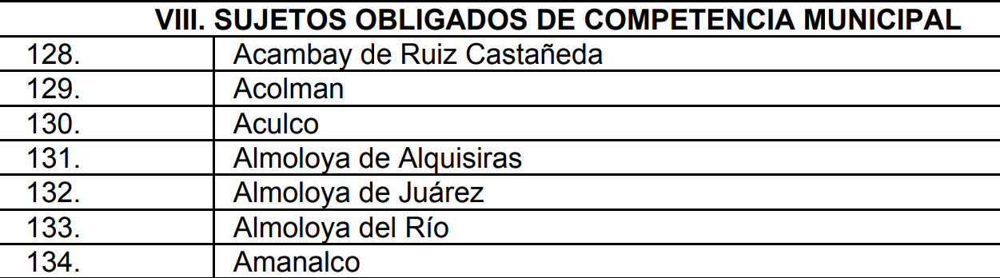 VIII. SUJETOS OBLIGADOS DE COMPETENCIA MUNICIPAL
128. Acambay de Ruiz Castañeda
129. Acolman
130. Aculco
131. Almoloya de Alquisiras
132. Almoloya de Juárez
133. Almoloya del Río
134. Amanalco